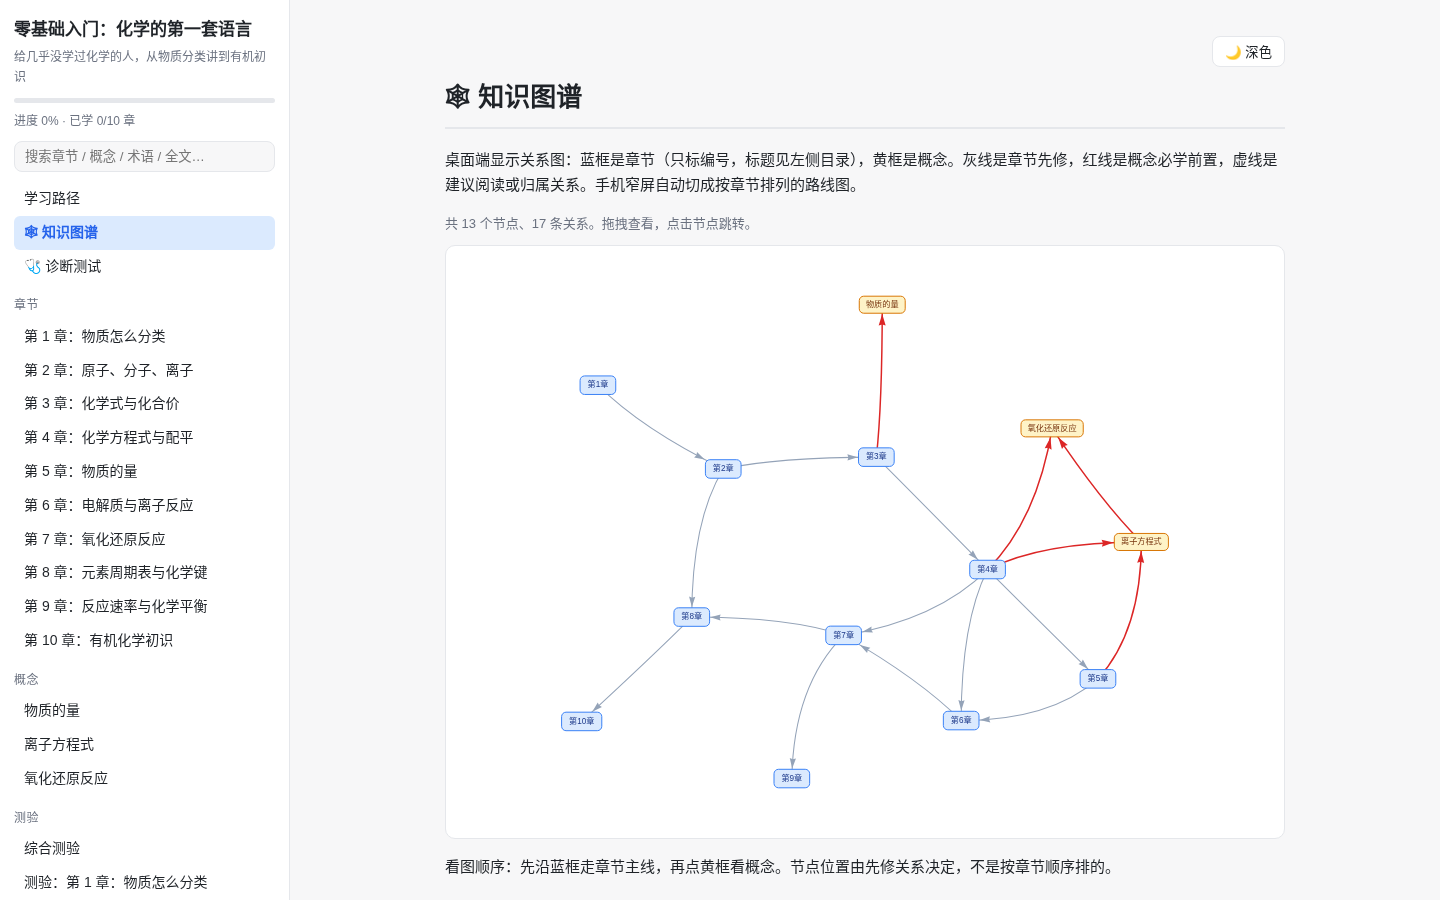 零基础入门：化学的第一套语言
给几乎没学过化学的人，从物质分类讲到有机初
识
进度 0% · 已学 0/10 章
搜索章节 / 概念 / 术语 / 全文…
学习路径
🕸 知识图谱
🩺 诊断测试
章节
第 1 章：物质怎么分类
第 2 章：原子、分子、离子
第 3 章：化学式与化合价
第 4 章：化学方程式与配平
第 5 章：物质的量
第 6 章：电解质与离子反应
第 7 章：氧化还原反应
第 8 章：元素周期表与化学键
第 9 章：反应速率与化学平衡
第 10 章：有机化学初识
概念
物质的量
离子方程式
氧化还原反应
测验
综合测验
测验：第 1 章：物质怎么分类
🌙 深色
🕸 知识图谱
桌面端显示关系图：蓝框是章节（只标编号，标题见左侧目录），黄框是概念。灰线是章节先修，红线是概念必学前置，虚线是
建议阅读或归属关系。手机窄屏自动切成按章节排列的路线图。
共 13 个节点、17 条关系。拖拽查看，点击节点跳转。
物质的量
第1章
氧化还原反应
第2章
第3章
离子方程式
第4章
第8章
第7章
第5章
第10章
第6章
第9章
看图顺序：先沿蓝框走章节主线，再点黄框看概念。节点位置由先修关系决定，不是按章节顺序排的。